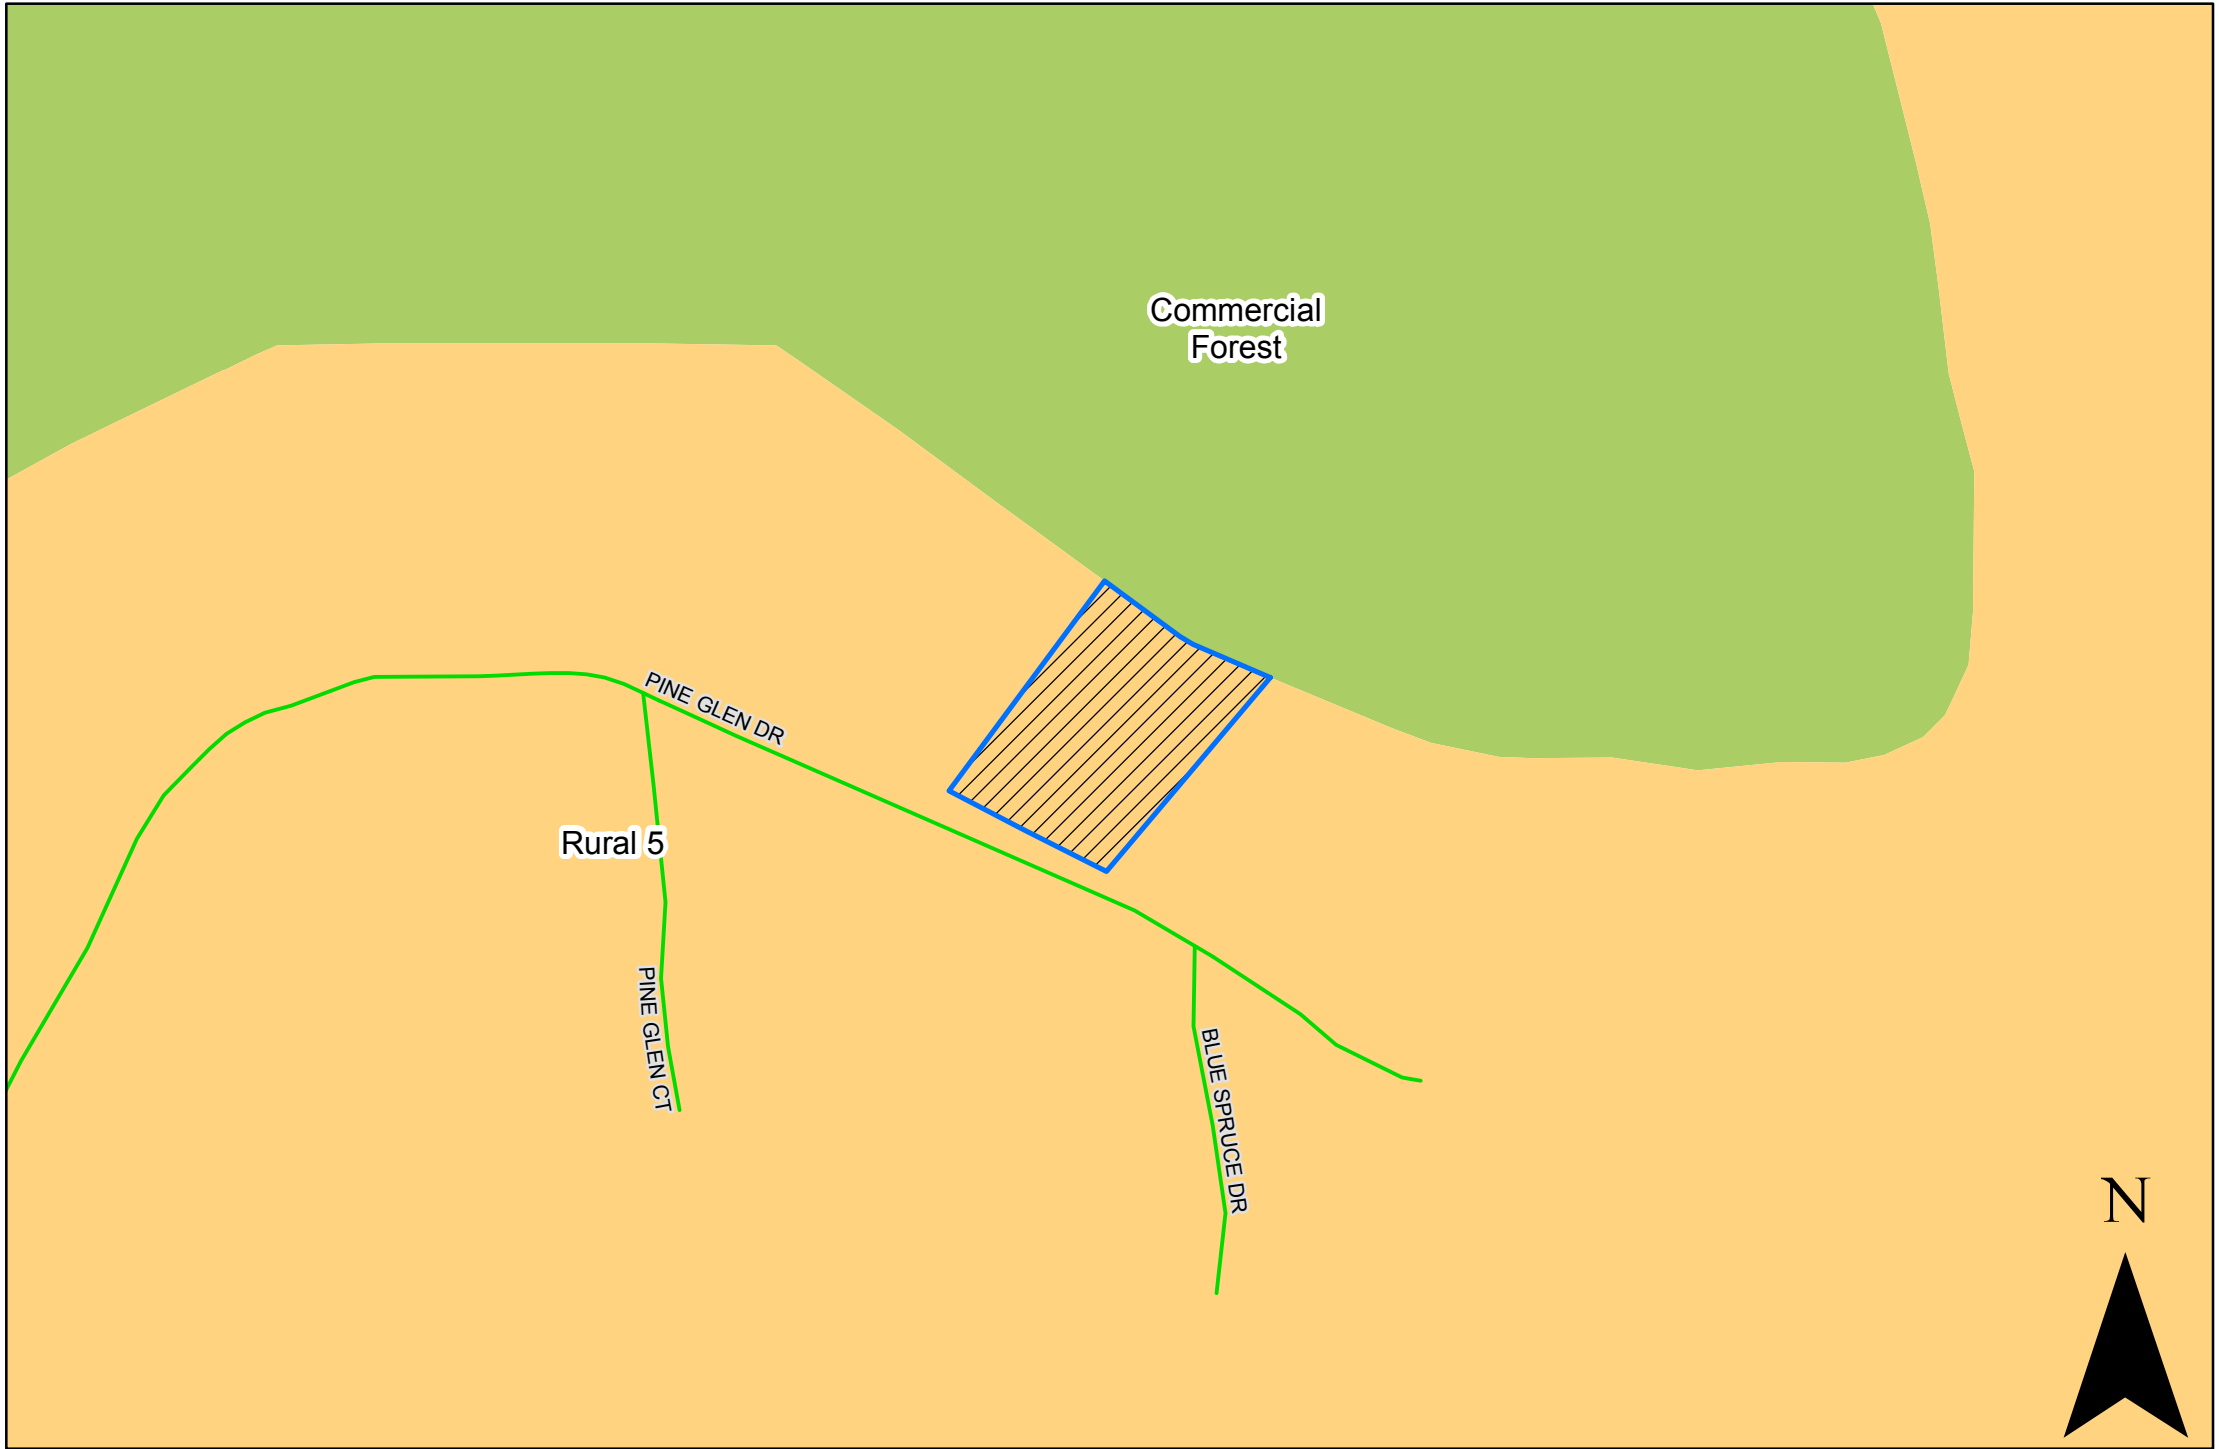 Commercial
Forest
PINE GLEN DR
Rural 5
PINE GLEN CT
BLUE SPRUCE DR
N